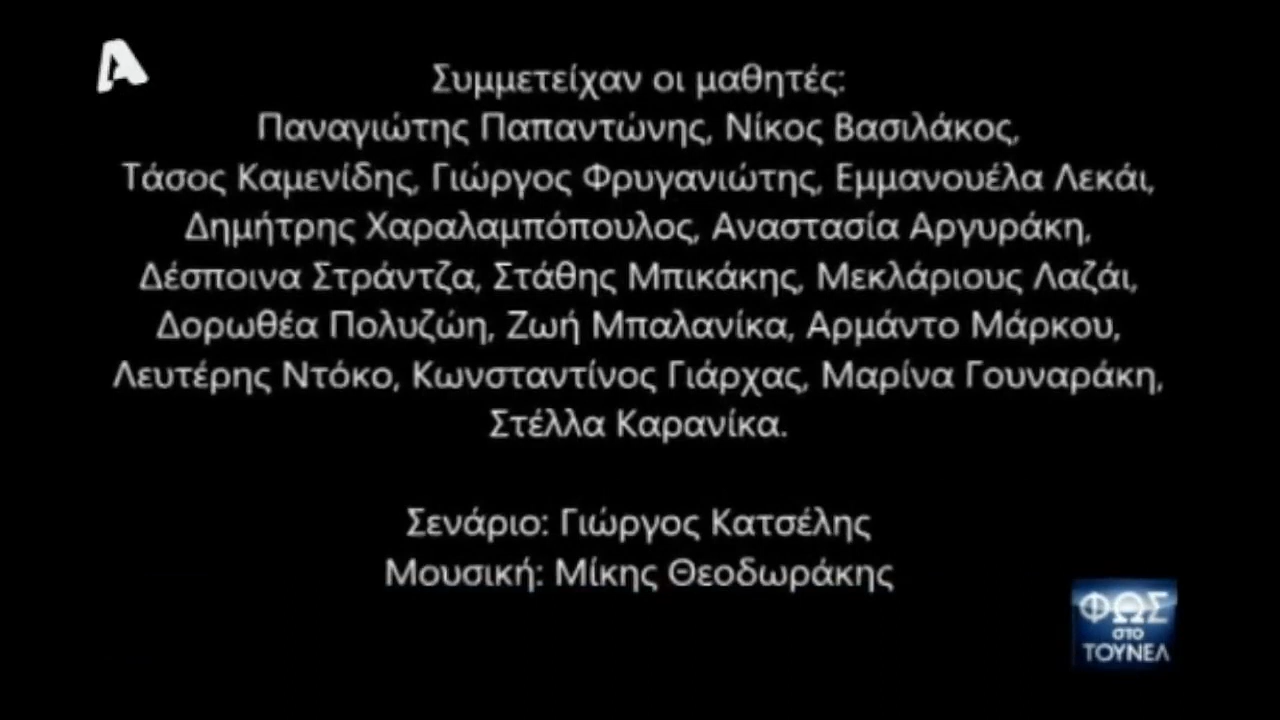 Α
Συμμετείχαν οι μαθητές:
Παναγιώτης Παπαντώνης, Νίκος Βασιλάκος,
Τάσος Καμενίδης, Γιώργος Φρυγανιώτης, Εμμανουέλα Λεκάι,
Δημήτρης Χαραλαμπόπουλος, Αναστασία Αργυράκη,
Δέσποινα Στράντζα, Στάθης Μπικάκης, Μεκλάριους Λαζάι,
Δορωθέα Πολυζώη, Ζωή Μπαλανίκα, Αρμάντο Μάρκου,
Λευτέρης Ντόκο, Κωνσταντίνος Γιάρχας, Μαρίνα Γουναράκη,
Στέλλα Καρανίκα.
Σενάριο: Γιώργος Κατσέλης
Μουσική: Μίκης Θεοδωράκης
ΦΩΣ
στο
ΤΟΥΝΕΛ